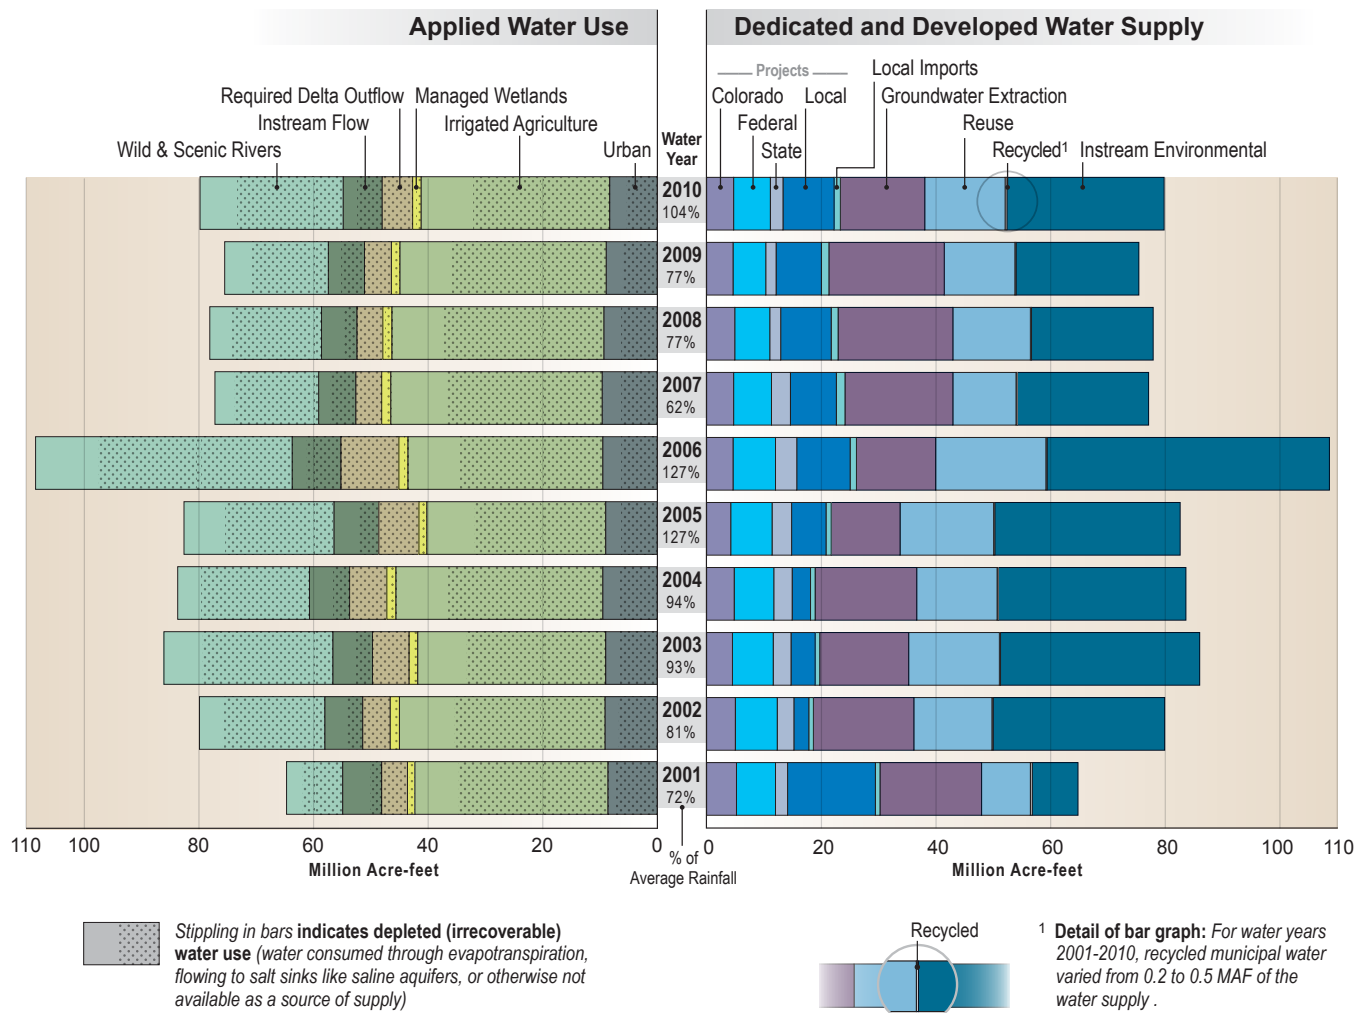 Applied Water Use
Dedicated and Developed Water Supply
Projects
Local Imports
Required Delta Outflow
Managed Wetlands
Colorado
Local
Groundwater Extraction
Instream Flow
Irrigated Agriculture
Federal
Reuse
Wild & Scenic Rivers
Urban
Water
Year
State
Recycled¹
Instream Environmental
2010
104%
2009
77%
2008
77%
2007
62%
2006
127%
2005
127%
2004
94%
2003
93%
2002
81%
2001
72%
110 100 80 60 40 20 0
0 20 40 60 80 100 110
Million Acre-feet
% of
Average Rainfall
Million Acre-feet
Stippling in bars indicates depleted (irrecoverable)
water use (water consumed through evapotranspiration,
flowing to salt sinks like saline aquifers, or otherwise not
available as a source of supply)
Recycled
¹ Detail of bar graph: For water years
2001-2010, recycled municipal water
varied from 0.2 to 0.5 MAF of the
water supply .